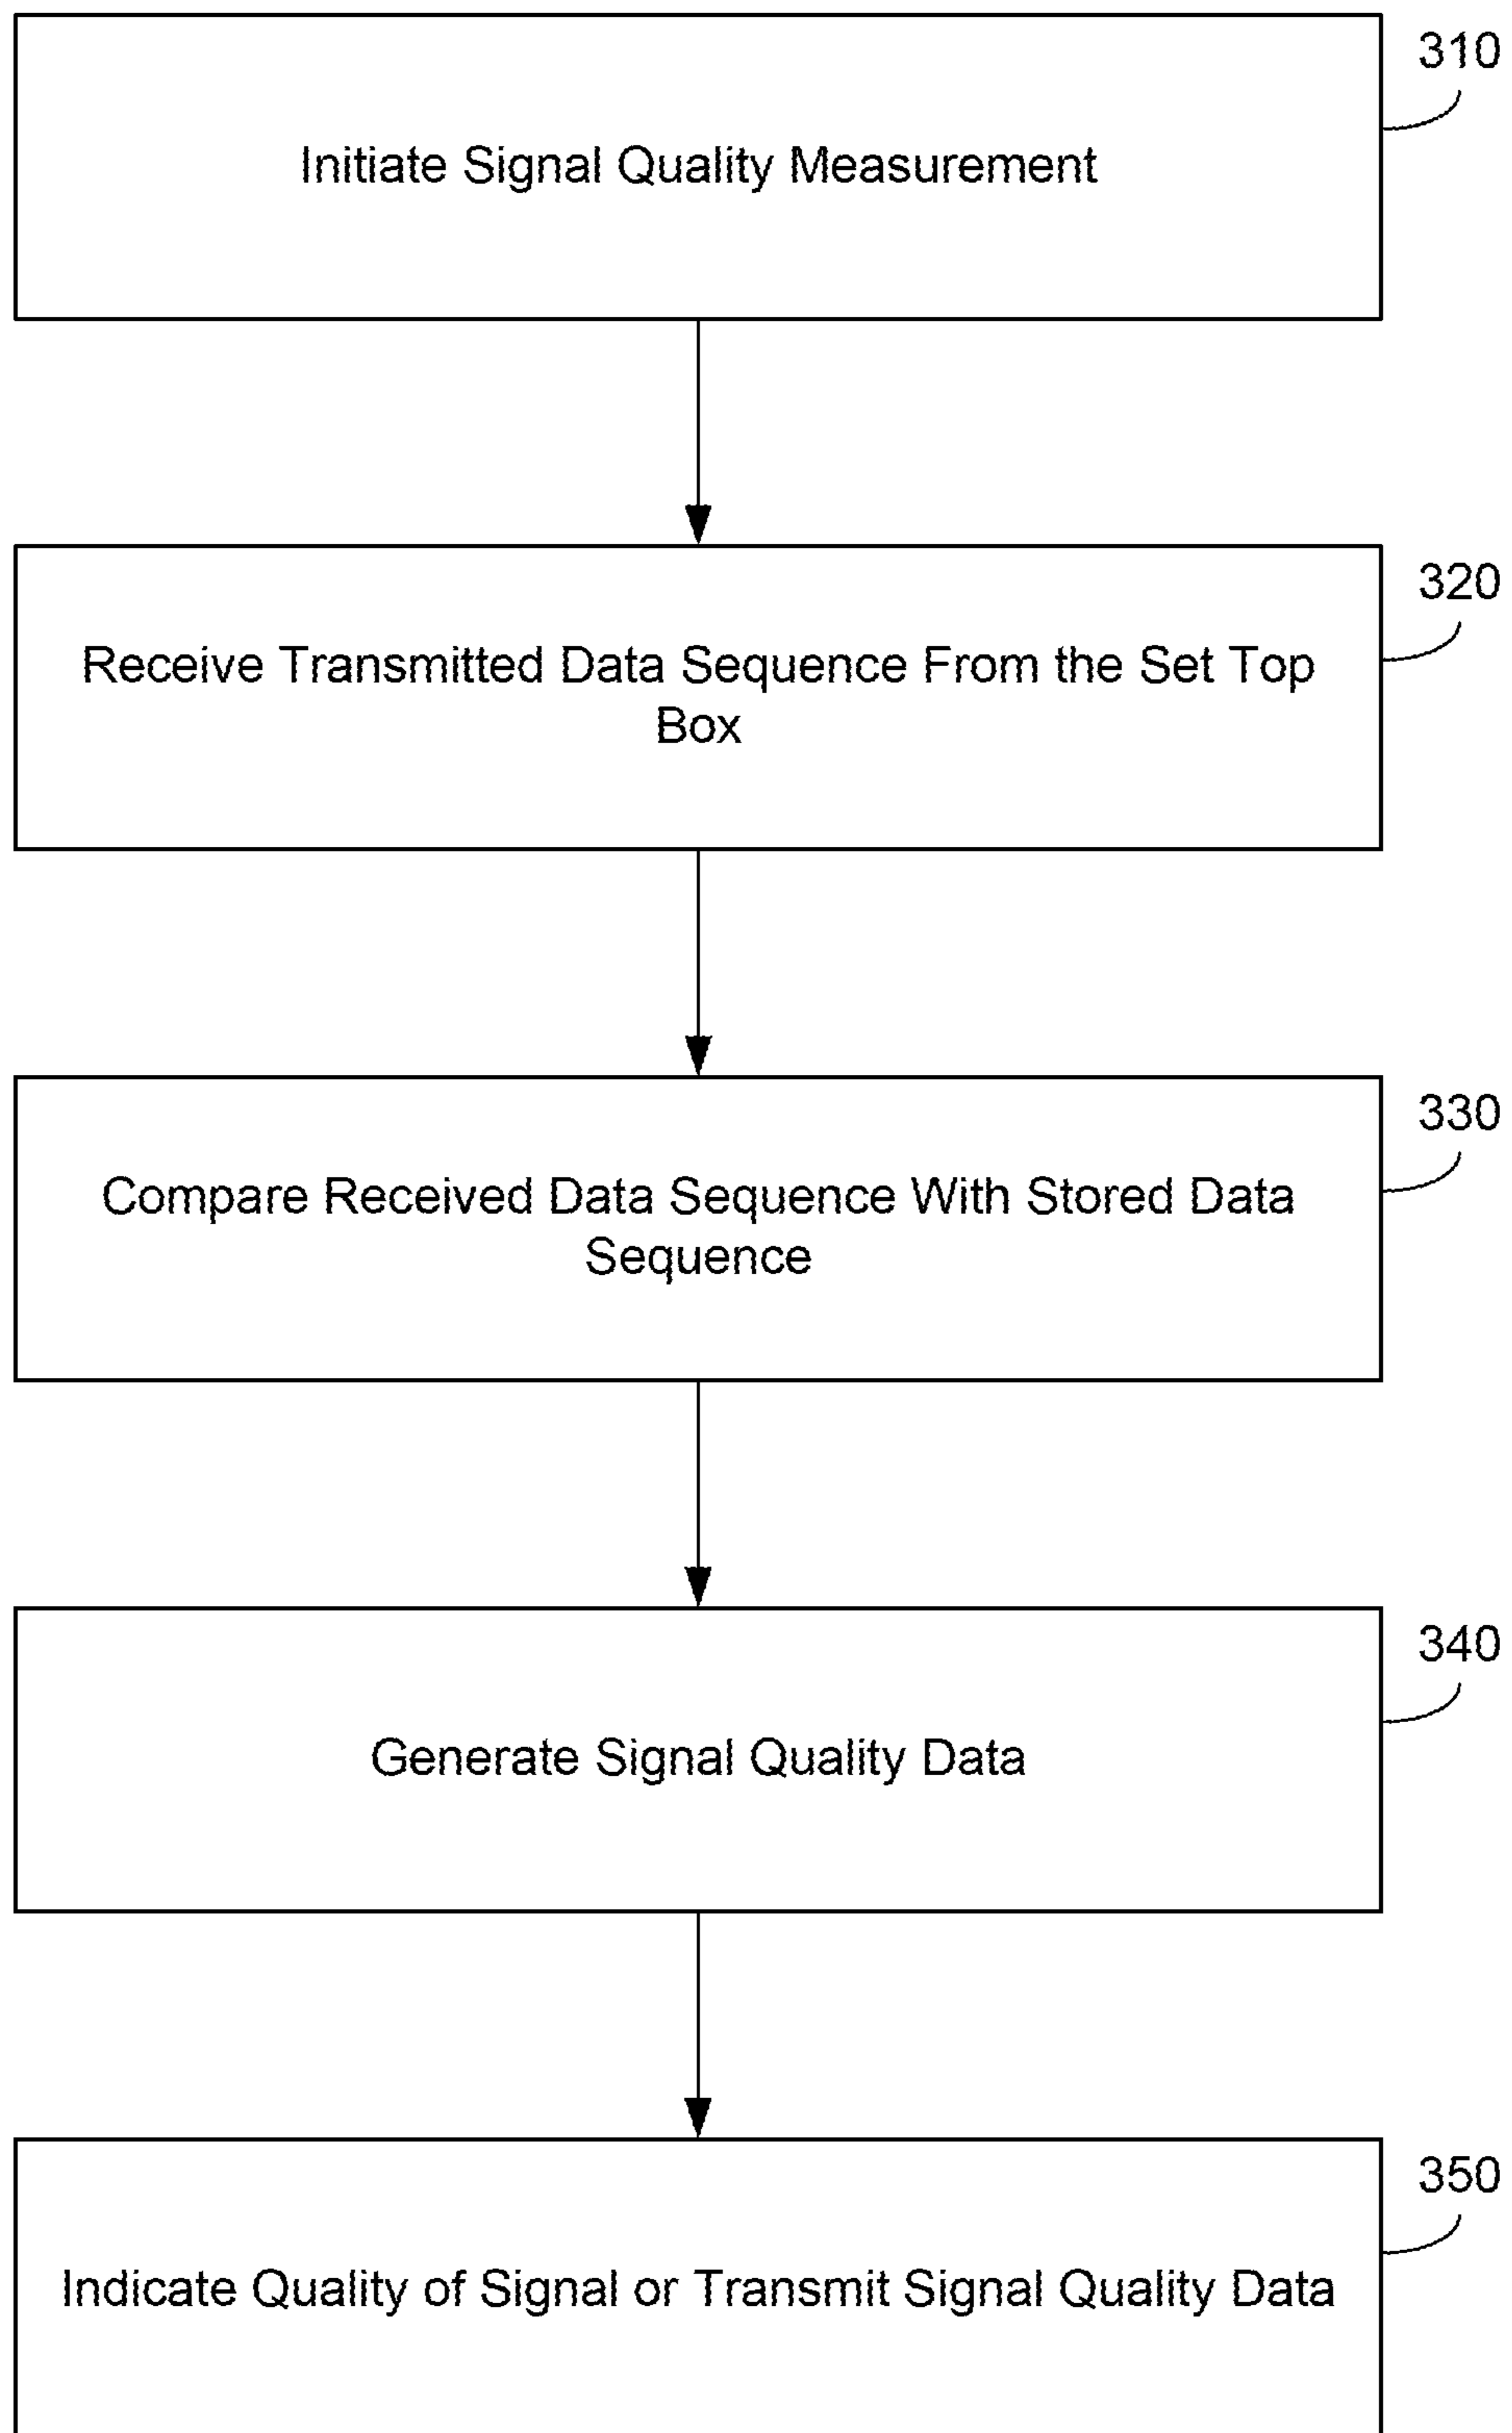 310
Initiate Signal Quality Measurement
320
Receive Transmitted Data Sequence From the Set Top
Box
330
Compare Received Data Sequence With Stored Data
Sequence
340
Generate Signal Quality Data
350
Indicate Quality of Signal or Transmit Signal Quality Data